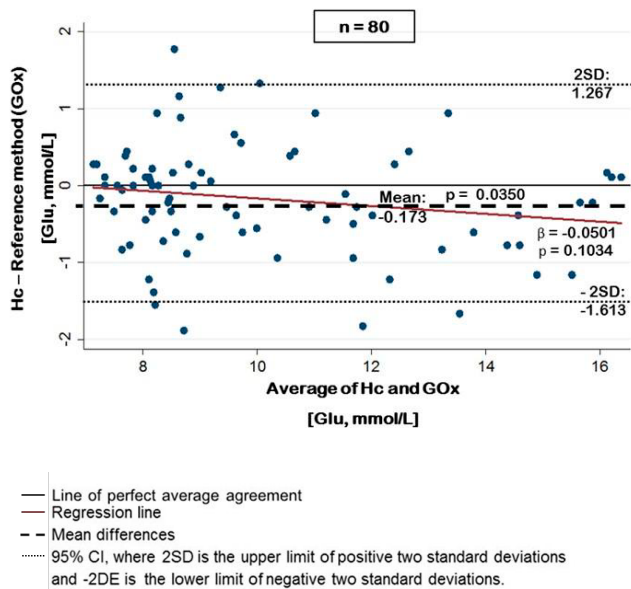 n = 80
2
1
0
-1
-2
Hc – Reference method (GOx)
[Glu, mmol/L]
2SD:
1.267
Mean: p = 0.0350
-0.173
β = -0.0501
p = 0.1034
- 2SD:
-1.613
8 10 12 14 16
Average of Hc and GOx
[Glu, mmol/L]
Line of perfect average agreement
Regression line
Mean differences
95% CI, where 2SD is the upper limit of positive two standard deviations
and -2DE is the lower limit of negative two standard deviations.